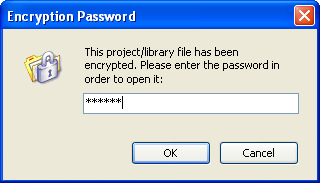 Encryption Password
This project/library file has been
encrypted. Please enter the password in
order to open it:
******
OK
Cancel